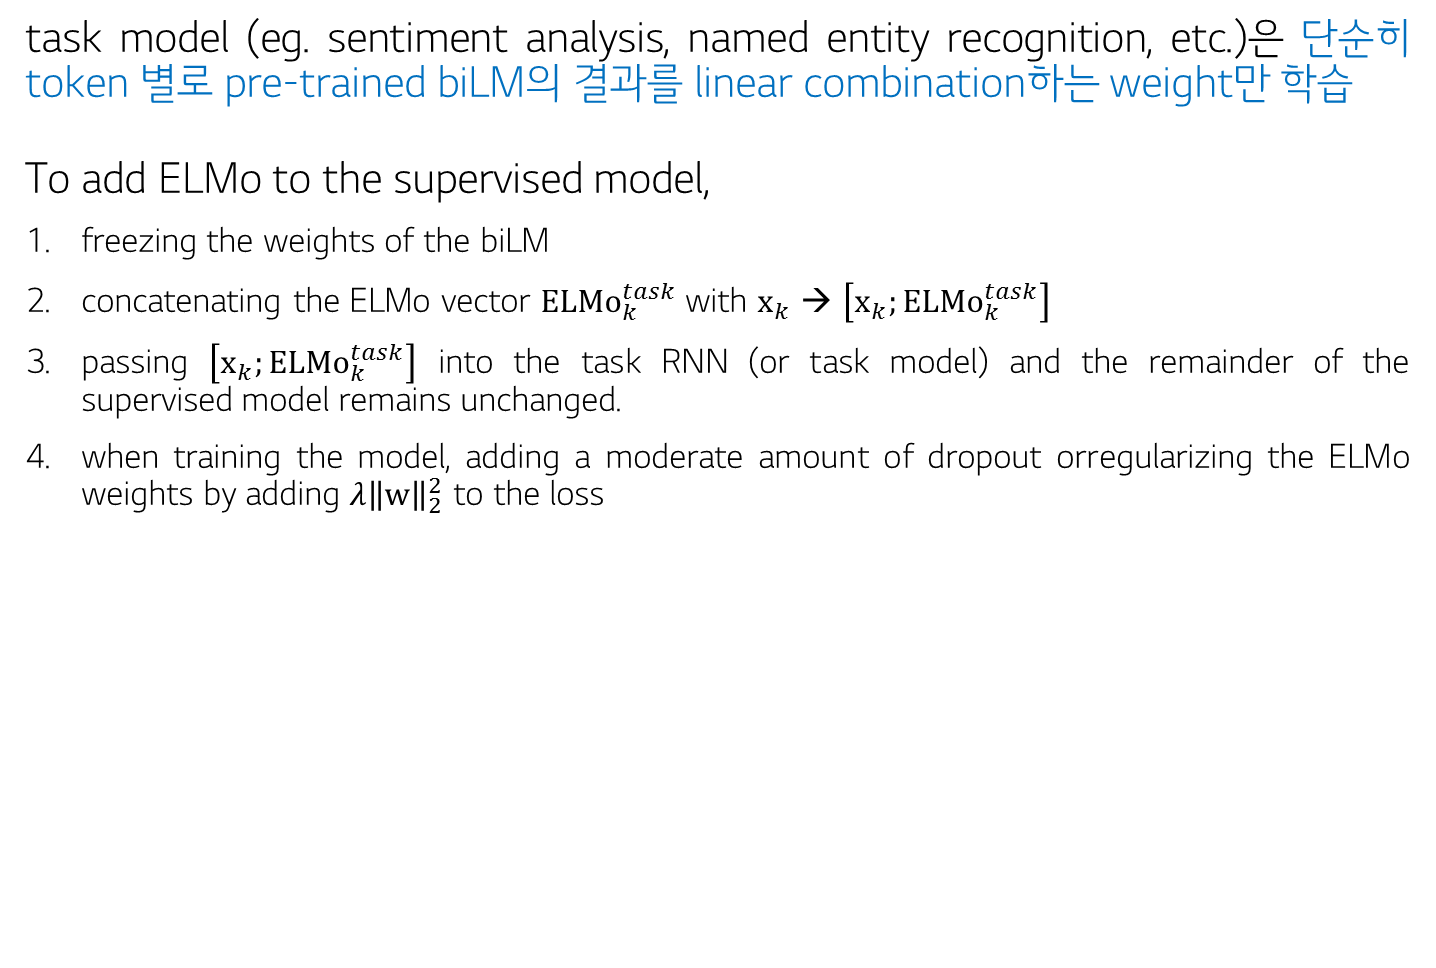 task model (eg. sentiment analysis, named entity recognition, etc.)은 단순히
token 별로 pre-trained biLM의 결과를 linear combination하는 weight만 학습
To add ELMo to the supervised model,
1. freezing the weights of the biLM
2. concatenating the ELMo vector ELMo_k^{task} with x_k → [x_k; ELMo_k^{task}]
3. passing [x_k; ELMo_k^{task}] into the task RNN (or task model) and the remainder of the
supervised model remains unchanged.
4. when training the model, adding a moderate amount of dropout orregularizing the ELMo
weights by adding λ‖w‖_2^2 to the loss